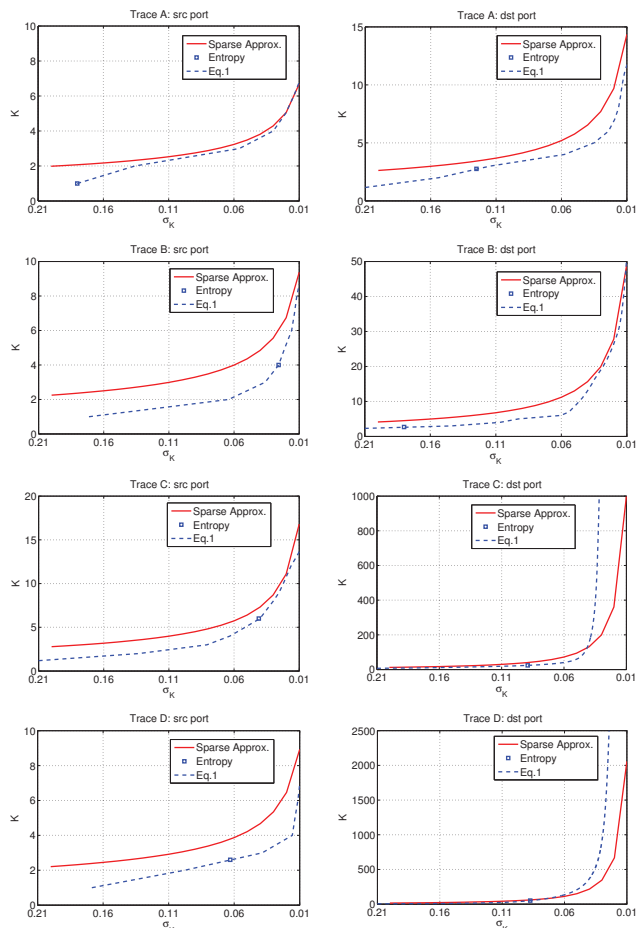 Trace A: src port
Sparse Approx.
Entropy
Eq.1
K
10
8
6
4
2
0
0.21 0.16 0.11 0.06 0.01
σK
Trace A: dst port
Sparse Approx.
Entropy
Eq.1
K
15
10
5
0
0.21 0.16 0.11 0.06 0.01
σK
Trace B: src port
Sparse Approx.
Entropy
Eq.1
K
10
8
6
4
2
0
0.21 0.16 0.11 0.06 0.01
σK
Trace B: dst port
Sparse Approx.
Entropy
Eq.1
K
50
40
30
20
10
0
0.21 0.16 0.11 0.06 0.01
σK
Trace C: src port
Sparse Approx.
Entropy
Eq.1
K
20
15
10
5
0
0.21 0.16 0.11 0.06 0.01
σK
Trace C: dst port
Sparse Approx.
Entropy
Eq.1
K
1000
800
600
400
200
0
0.21 0.16 0.11 0.06 0.01
σK
Trace D: src port
Sparse Approx.
Entropy
Eq.1
K
10
8
6
4
2
0
0.21 0.16 0.11 0.06 0.01
Trace D: dst port
Sparse Approx.
Entropy
Eq.1
K
2500
2000
1500
1000
500
0
0.21 0.16 0.11 0.06 0.01